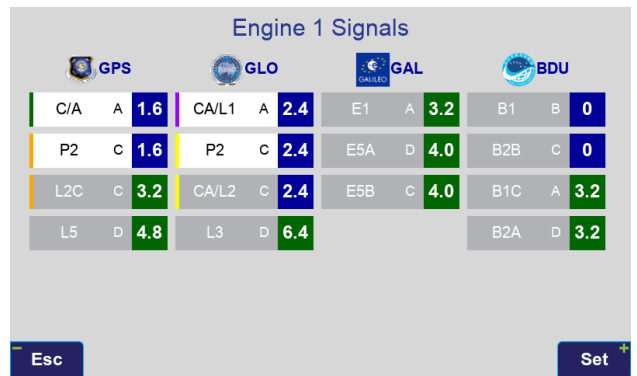 Engine 1 Signals
GPS GLO GALILEO GAL BDU
C/A A 1.6 CA/L1 A 2.4 E1 A 3.2 B1 B 0
P2 C 1.6 P2 C 2.4 E5A D 4.0 B2B C 0
L2C C 3.2 CA/L2 C 2.4 E5B C 4.0 B1C A 3.2
L5 D 4.8 L3 D 6.4 B2A D 3.2
- Esc Set +